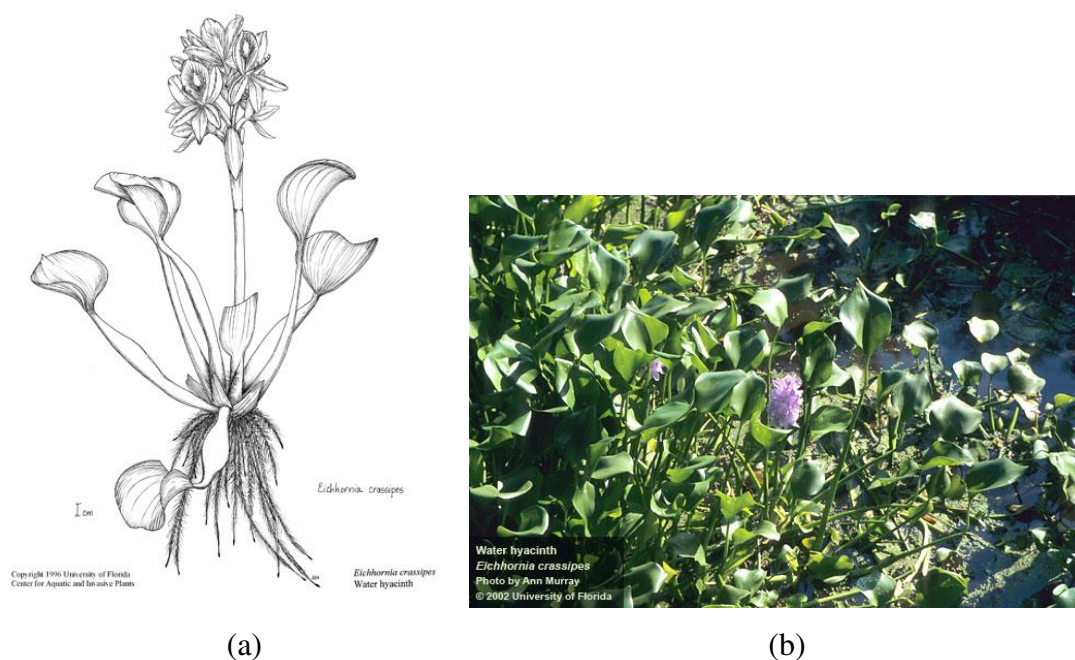 Eichhornia crassipes
1cm
Copyright 1996 University of Florida
Center for Aquatic and Invasive Plants
Eichhornia crassipes
Water hyacinth
Water hyacinth
Eichhornia crassipes
Photo by Ann Murray
© 2002 University of Florida
(a)
(b)